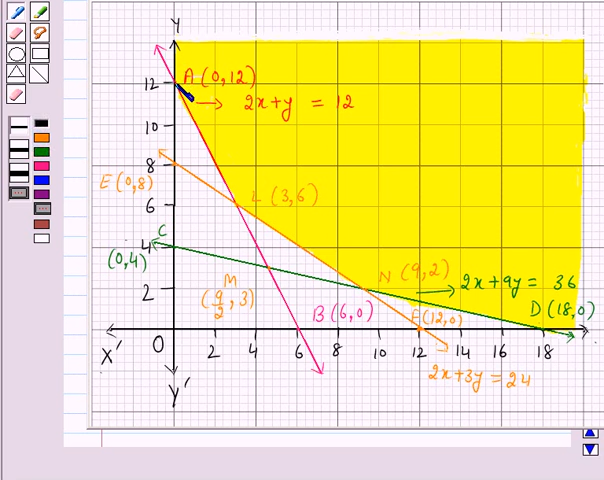 Y
12 A (0,12)
→ 2x+y = 12
10
8
E (0,8)
6 L (3,6)
C
4
(0,4)
N (9,2)
2x+9y = 36
M
(9/2, 3)
2
B (6,0)
F (12,0)
D (18,0)
X' O 2 4 6 8 10 12 14 16 18 X
2x+3y = 24
Y'